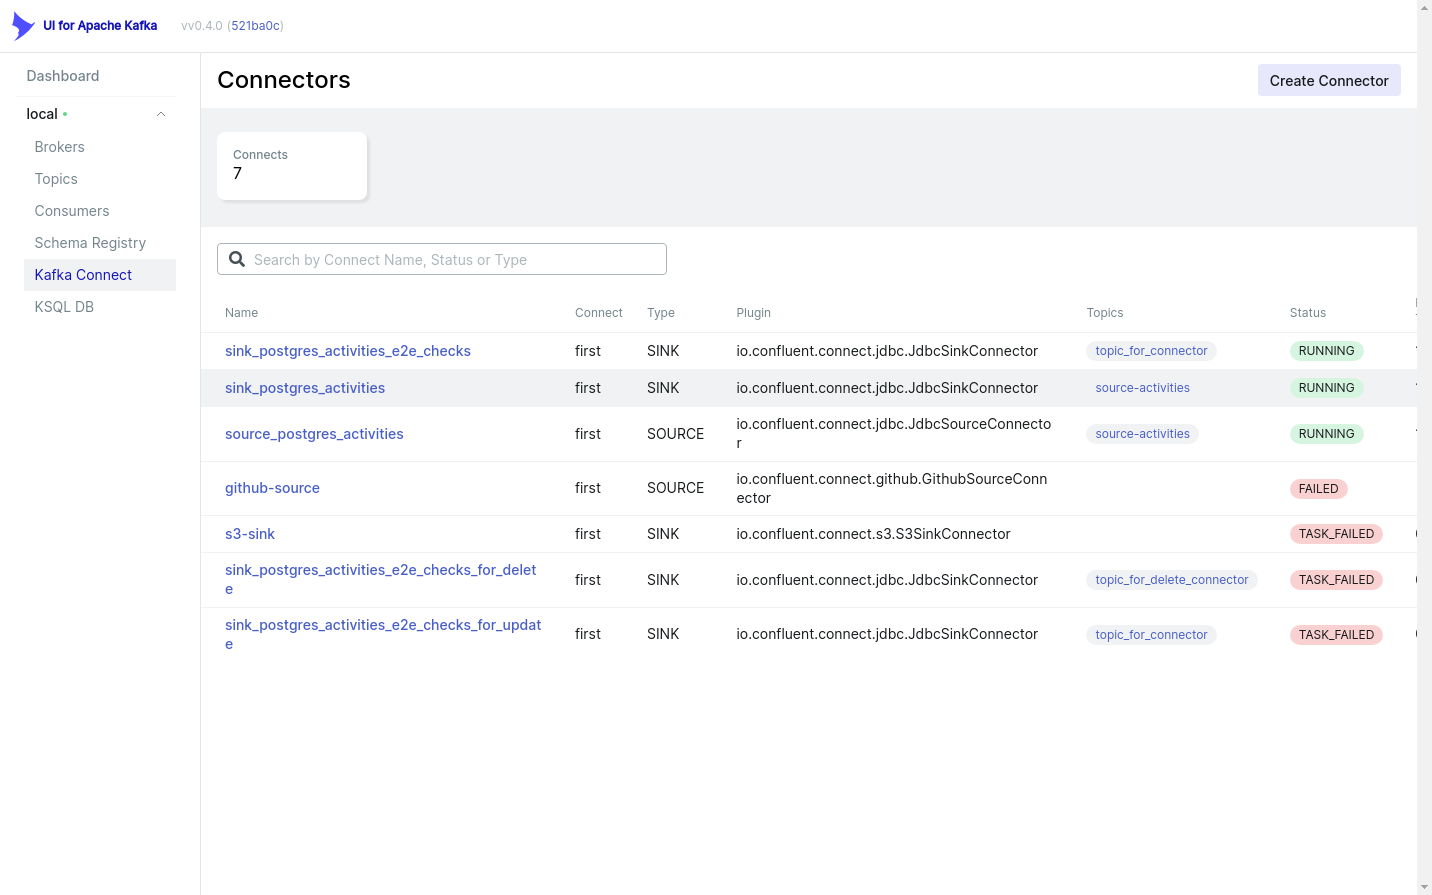 UI for Apache Kafka vv0.4.0 (521ba0c)
Dashboard
local
Brokers
Topics
Consumers
Schema Registry
Kafka Connect
KSQL DB
Connectors
Create Connector
Connects
7
Search by Connect Name, Status or Type
Name Connect Type Plugin Topics Status
sink_postgres_activities_e2e_checks first SINK io.confluent.connect.jdbc.JdbcSinkConnector topic_for_connector RUNNING
sink_postgres_activities first SINK io.confluent.connect.jdbc.JdbcSinkConnector source-activities RUNNING
source_postgres_activities first SOURCE io.confluent.connect.jdbc.JdbcSourceConnecto source-activities RUNNING
r
github-source first SOURCE io.confluent.connect.github.GithubSourceConn FAILED
ector
s3-sink first SINK io.confluent.connect.s3.S3SinkConnector TASK_FAILED
sink_postgres_activities_e2e_checks_for_delet first SINK io.confluent.connect.jdbc.JdbcSinkConnector topic_for_delete_connector TASK_FAILED
e
sink_postgres_activities_e2e_checks_for_updat first SINK io.confluent.connect.jdbc.JdbcSinkConnector topic_for_connector TASK_FAILED
e